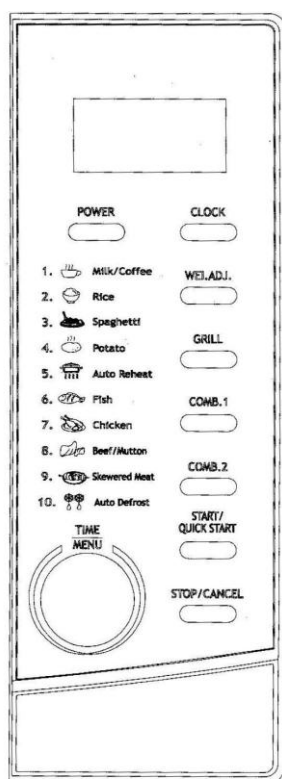 POWER
CLOCK
1. Milk/Coffee
2. Rice
3. Spaghetti
4. Potato
5. Auto Reheat
6. Fish
7. Chicken
8. Beef/Mutton
9. Skewered Meat
10. Auto Defrost
TIME
MENU
WEI.ADJ.
GRILL
COMB.1
COMB.2
START/
QUICK START
STOP/CANCEL